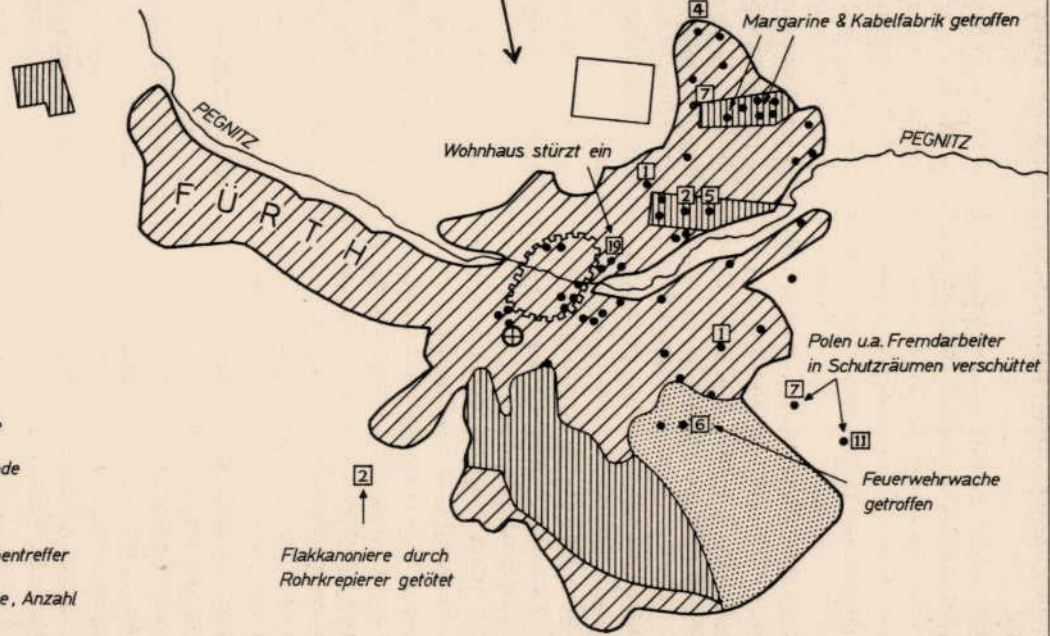 4
Margarine & Kabelfabrik getroffen
7
PEGNITZ
PEGNITZ
Wohnhaus stürzt ein
1
2 5
FÜRTH
19
1
Polen u.a. Fremdarbeiter
in Schutzräumen verschüttet
7
6
11
2
Feuerwehrwache
getroffen
Flakkanoniere durch
Rohrkrepierer getötet
entreffer
, Anzahl